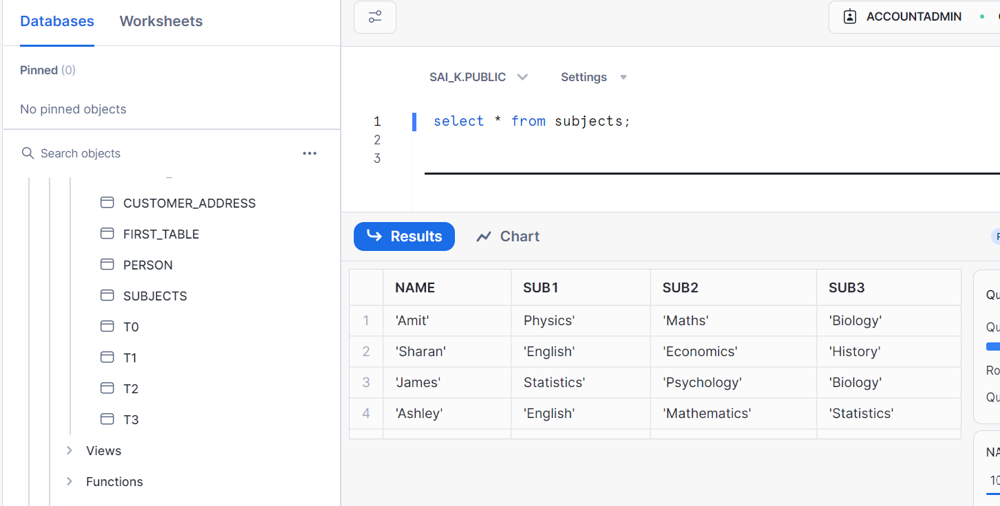 Databases Worksheets
Pinned (0)
No pinned objects
Search objects
CUSTOMER_ADDRESS
FIRST_TABLE
PERSON
SUBJECTS
T0
T1
T2
T3
Views
Functions
ACCOUNTADMIN
SAI_K.PUBLIC Settings
1 select * from subjects;
2
3
Results Chart
NAME SUB1 SUB2 SUB3
1 'Amit' Physics' 'Maths' 'Biology'
2 'Sharan' 'English' 'Economics' 'History'
3 'James' Statistics' 'Psychology' 'Biology'
4 'Ashley' 'English' 'Mathematics' 'Statistics'
Qu
Qu
Ro
Qu
NA
10